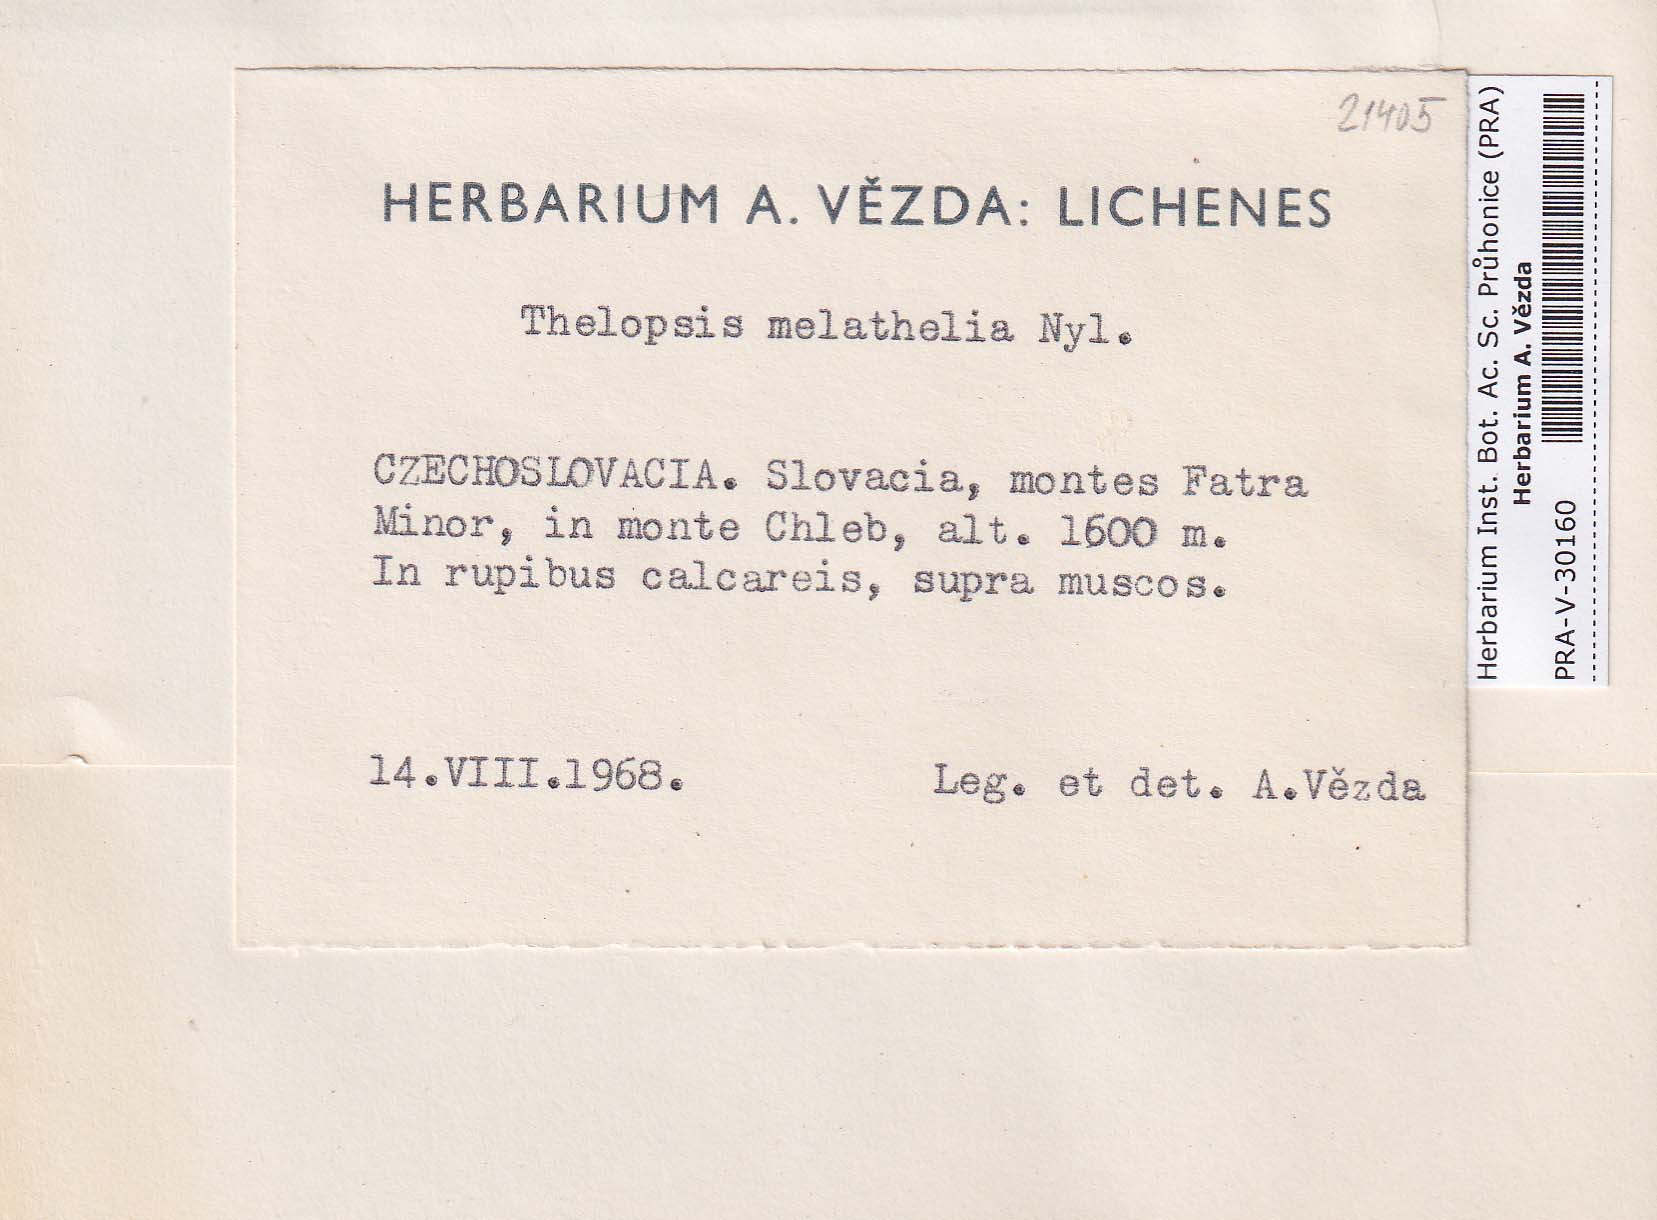 21405
HERBARIUM A. VĚZDA: LICHENES
Thelopsis melathelia Nyl.
CZECHOSLOVACIA. Slovacia, montes Fatra
Minor, in monte Chleb, alt. 1600 m.
In rupibus calcareis, supra muscos.
14.VIII.1968.
Leg. et det. A.Vězda
Herbarium Inst. Bot. Ac. Sc. Průhonice (PRA)
Herbarium A. Vězda
PRA-V-30160